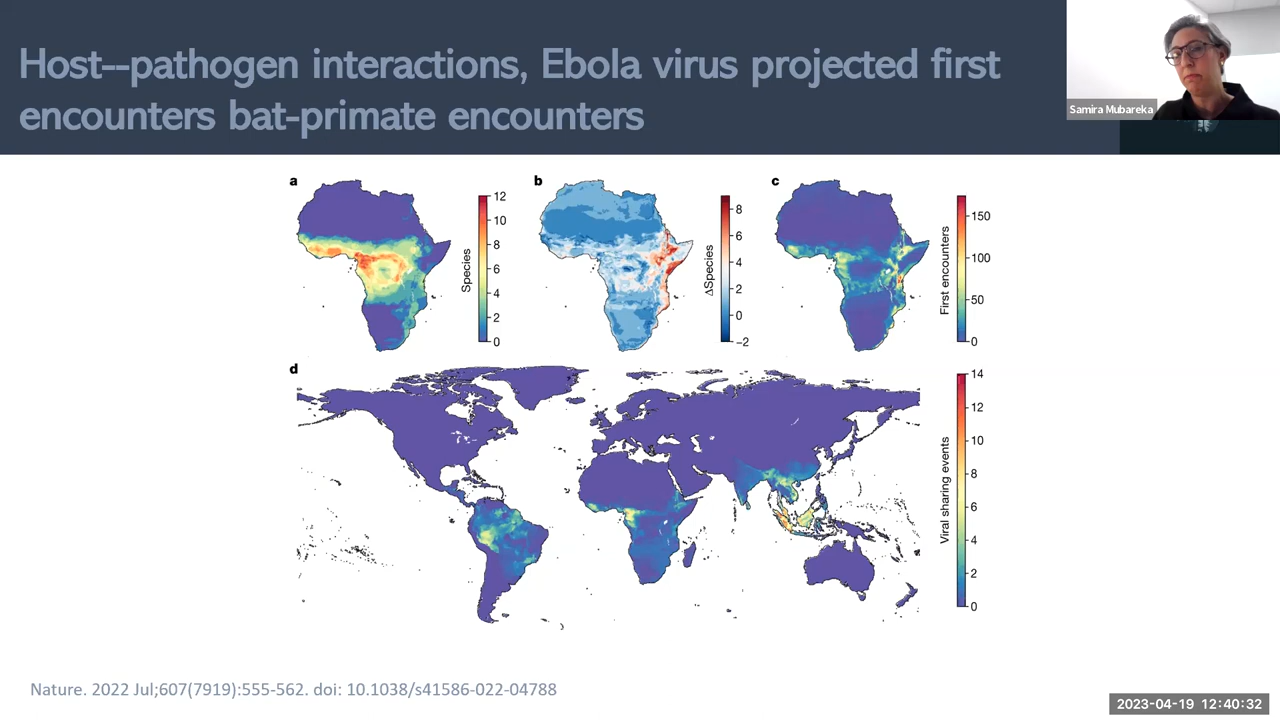 Host--pathogen interactions, Ebola virus projected first
encounters bat-primate encounters
Samira Mubareka
a
12
10
8
6
4
2
0
Species
b
8
6
4
2
0
−2
ΔSpecies
c
150
100
50
0
First encounters
d
14
12
10
8
6
4
2
0
Viral sharing events
Nature. 2022 Jul;607(7919):555-562. doi: 10.1038/s41586-022-04788
2023-04-19 12:40:32